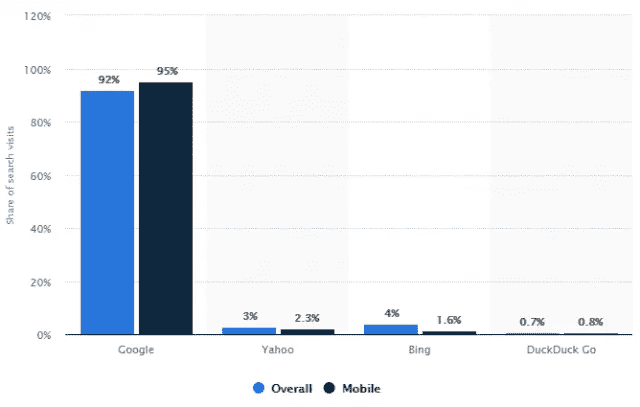 120%
100%
80%
60%
40%
20%
0%
Share of search visits
92%
95%
3%
2.3%
4%
1.6%
0.7%
0.8%
Google
Yahoo
Bing
DuckDuck Go
Overall
Mobile